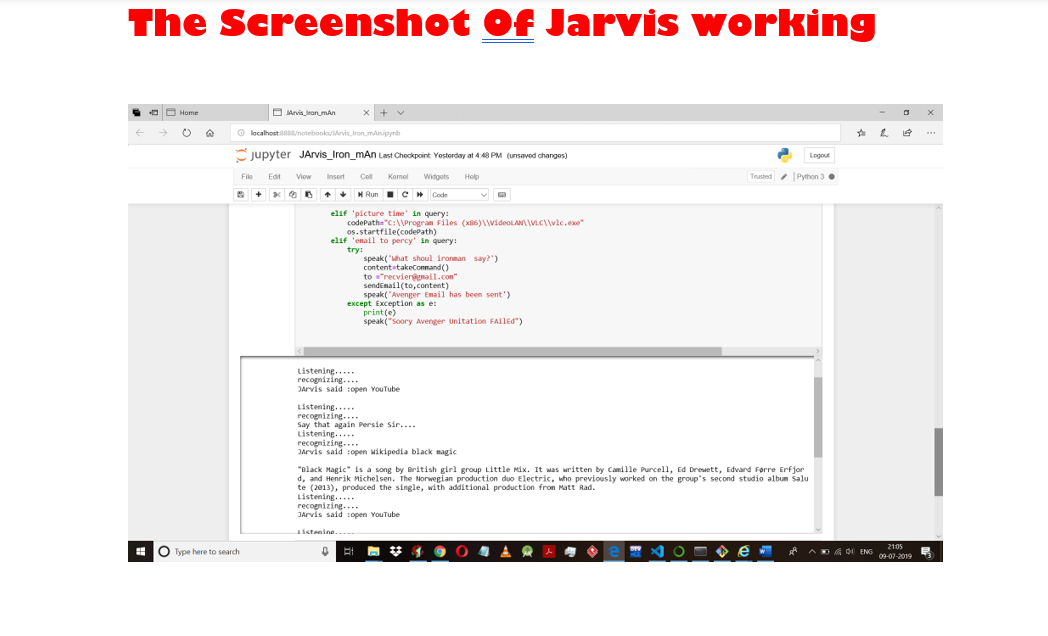 The Screenshot Of Jarvis working
Home
JArvis_Iron_mAn
localhost:8888/notebooks/JArvis_Iron_mAn.ipynb
jupyter JArvis_Iron_mAn Last Checkpoint: Yesterday at 4:48 PM (unsaved changes)
Logout
File Edit View Insert Cell Kernel Widgets Help
Trusted Python 3
Run Code
elif 'picture time' in query:
codePath="C:\\Program Files (x86)\\VideoLAN\\VLC\\vlc.exe"
os.startfile(codePath)
elif 'email to percy' in query:
try:
speak('What shoul ironman say?')
content=takeCommand()
to ="recvier@gmail.com"
sendEmail(to,content)
speak('Avenger Email has been sent')
except Exception as e:
print(e)
speak("Soory Avenger Unitation FAilEd")
Listening.....
recognizing....
JArvis said :open YouTube
Listening.....
recognizing....
Say that again Persie Sir....
Listening.....
recognizing....
JArvis said :open Wikipedia black magic
"Black Magic" is a song by British girl group Little Mix. It was written by Camille Purcell, Ed Drewett, Edvard Førre Erfjor
d, and Henrik Michelsen. The Norwegian production duo Electric, who previously worked on the group's second studio album Salu
te (2013), produced the single, with additional production from Matt Rad.
Listening.....
recognizing....
JArvis said :open YouTube
Listening.....
Type here to search
ENG
21:05
09-07-2019
3